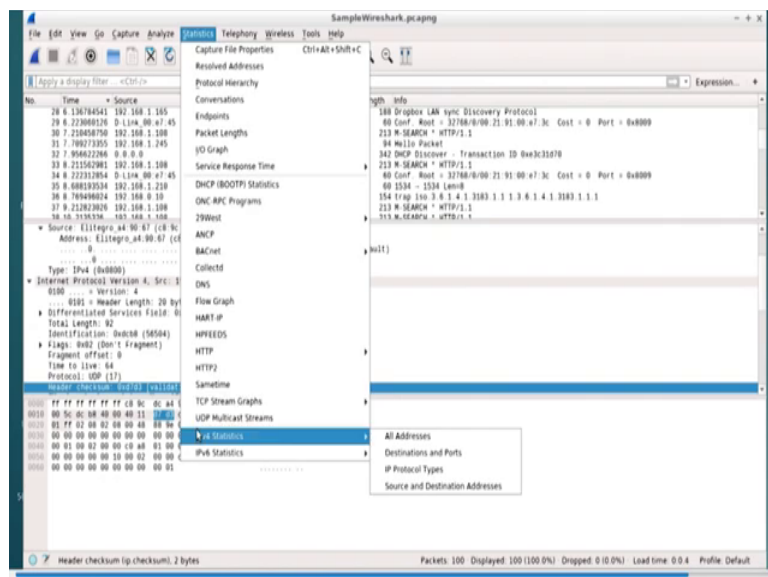 SampleWireshark.pcapng
File Edit View Go Capture Analyze Statistics Telephony Wireless Tools Help
Apply a display filter ... <Ctrl-/>
Expression...
Capture File Properties Ctrl+Alt+Shift+C
Resolved Addresses
Protocol Hierarchy
Conversations
Endpoints
Packet Lengths
I/O Graph
Service Response Time
DHCP (BOOTP) Statistics
ONC-RPC Programs
29West
ANCP
BACnet
Collectd
DNS
Flow Graph
HART-IP
HPFEEDS
HTTP
HTTP2
Sametime
TCP Stream Graphs
UDP Multicast Streams
IPv4 Statistics
IPv6 Statistics
All Addresses
Destinations and Ports
IP Protocol Types
Source and Destination Addresses
No. Time Source Info
28 6.136784541 192.168.1.165 188 Dropbox LAN sync Discovery Protocol
29 6.223060126 D-Link_00:e7:45 60 Conf. Root = 32768/0/00:21:91:00:e7:3c Cost = 0 Port = 0x8009
30 7.210450750 192.168.1.108 213 M-SEARCH * HTTP/1.1
31 7.709273355 192.168.1.245 94 Hello Packet
32 7.956622266 0.0.0.0 342 DHCP Discover - Transaction ID
33 8.211562981 192.168.1.108 213 M-SEARCH * HTTP/1.1
34 8.222312854 D-Link_00:e7:45 60 Conf. Root = 32768/0/00:21:91:00:e7:3c Cost = 0 Port = 0x8009
35 8.688193534 192.168.1.210 60 1534 → 1534 Len=8
36 8.769496024 192.168.0.10 154 trap iso.3.6.1.4.1.3183.1.1 1.3.6.1.4.1.3183.1.1.1
37 9.212823026 192.168.1.108 213 M-SEARCH * HTTP/1.1
Source: Elitegro_a4:90:67
Address: Elitegro_a4:90:67
Type: IPv4 (0x0800)
Internet Protocol Version 4, Src:
0100 .... = Version: 4
.... 0101 = Header Length: 20
Differentiated Services Field:
Total Length: 92
Identification: 0xdcb8 (56504)
Flags: 0x02 (Don't Fragment)
Fragment offset: 0
Time to live: 64
Protocol: UDP (17)
Header checksum: 0xd7d3
Header checksum (ip.checksum), 2 bytes
Packets: 100 · Displayed: 100 (100.0%) · Dropped: 0 (0.0%) · Load time: 0:0.4
Profile: Default